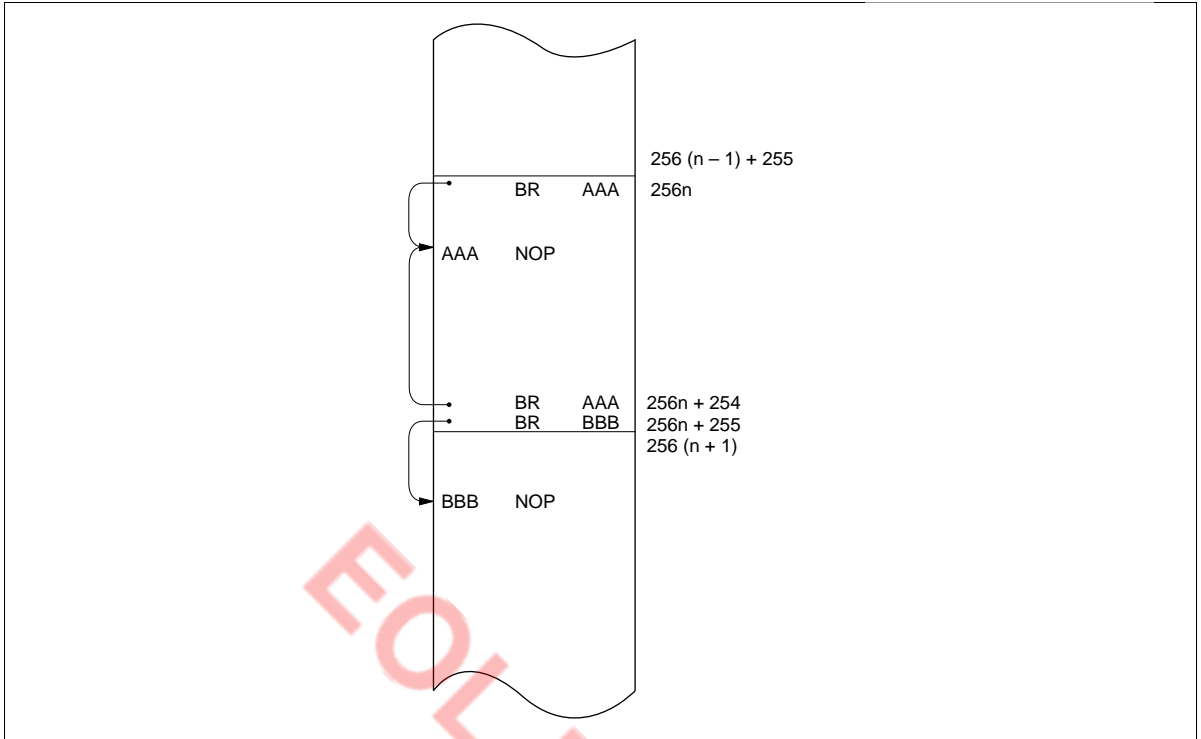 256 (n – 1) + 255
BR AAA 256n
AAA NOP
BR AAA 256n + 254
BR BBB 256n + 255
256 (n + 1)
BBB NOP
EOL